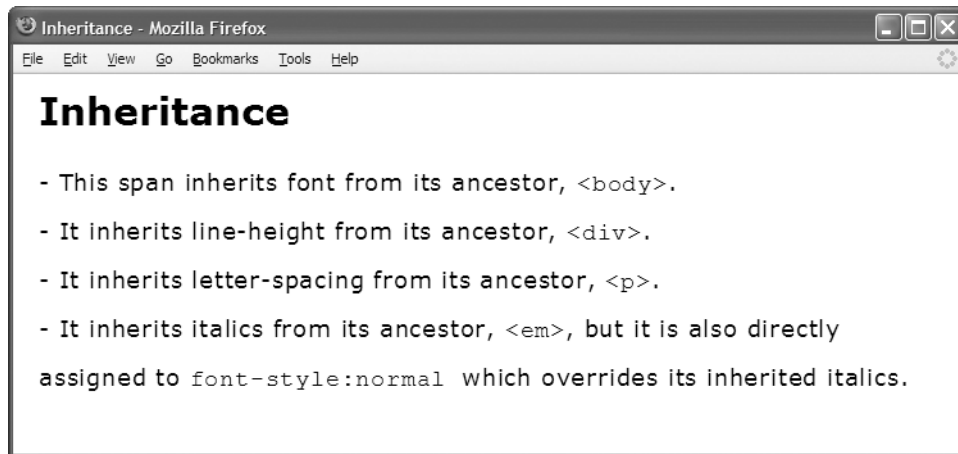 Inheritance - Mozilla Firefox
File Edit View Go Bookmarks Tools Help
Inheritance
- This span inherits font from its ancestor, <body>.
- It inherits line-height from its ancestor, <div>.
- It inherits letter-spacing from its ancestor, <p>.
- It inherits italics from its ancestor, <em>, but it is also directly
assigned to font-style:normal which overrides its inherited italics.